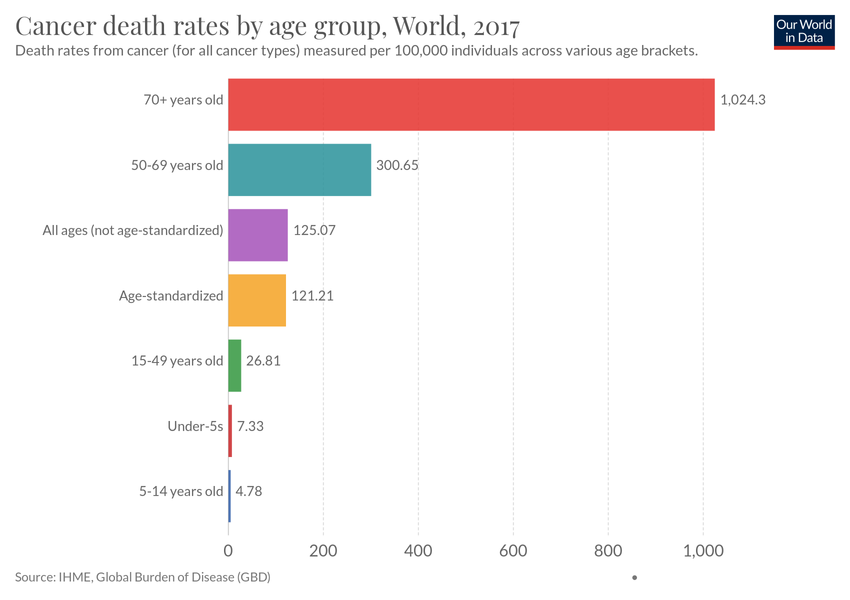 Cancer death rates by age group, World, 2017
Our World
in Data
Death rates from cancer (for all cancer types) measured per 100,000 individuals across various age brackets.
70+ years old 1,024.3
50-69 years old 300.65
All ages (not age-standardized) 125.07
Age-standardized 121.21
15-49 years old 26.81
Under-5s 7.33
5-14 years old 4.78
0 200 400 600 800 1,000
Source: IHME, Global Burden of Disease (GBD)